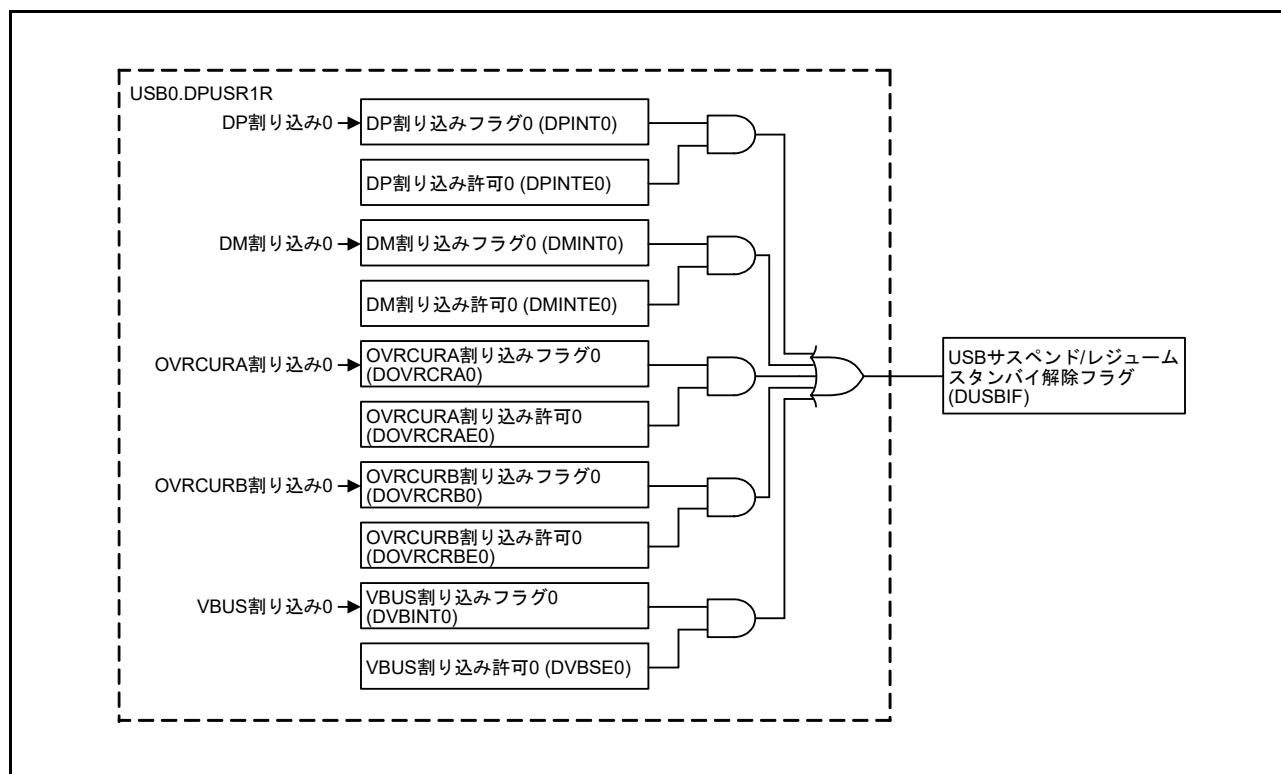 USB0.DPUSR1R
DP割り込み0
DP割り込みフラグ0 (DPINT0)
DP割り込み許可0 (DPINTE0)
DM割り込み0
DM割り込みフラグ0 (DMINT0)
DM割り込み許可0 (DMINTE0)
OVRCURA割り込み0
OVRCURA割り込みフラグ0
(DOVRCRA0)
OVRCURA割り込み許可0
(DOVRCRAE0)
OVRCURB割り込み0
OVRCURB割り込みフラグ0
(DOVRCRB0)
OVRCURB割り込み許可0
(DOVRCRBE0)
VBUS割り込み0
VBUS割り込みフラグ0
(DVBINT0)
VBUS割り込み許可0 (DVBSE0)
USBサスペンド/レジューム
スタンバイ解除フラグ
(DUSBIF)